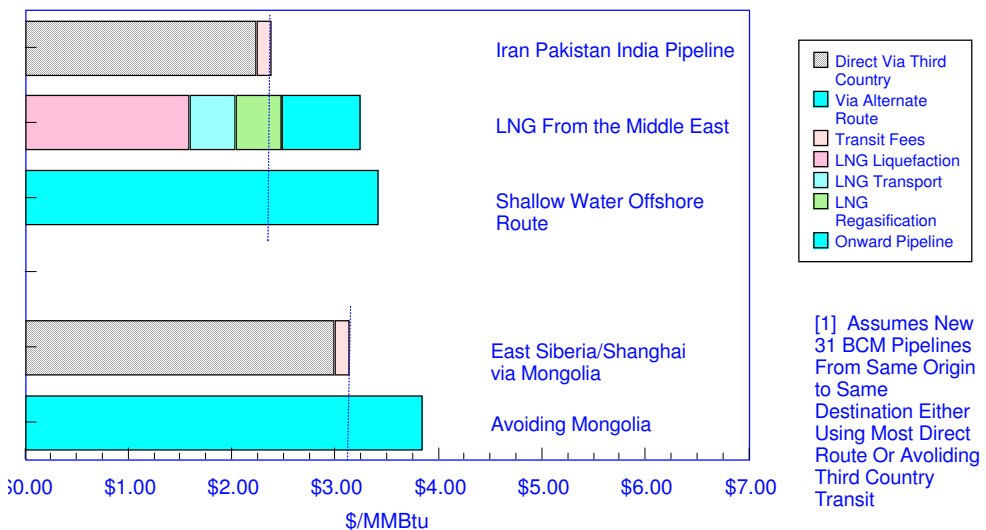 Iran Pakistan India Pipeline
LNG From the Middle East
Shallow Water Offshore
Route
East Siberia/Shanghai
via Mongolia
Avoiding Mongolia
$0.00 $1.00 $2.00 $3.00 $4.00 $5.00 $6.00 $7.00
$/MMBtu
Direct Via Third
Country
Via Alternate
Route
Transit Fees
LNG Liquefaction
LNG Transport
LNG
Regasification
Onward Pipeline
[1] Assumes New
31 BCM Pipelines
From Same Origin
to Same
Destination Either
Using Most Direct
Route Or Avoliding
Third Country
Transit